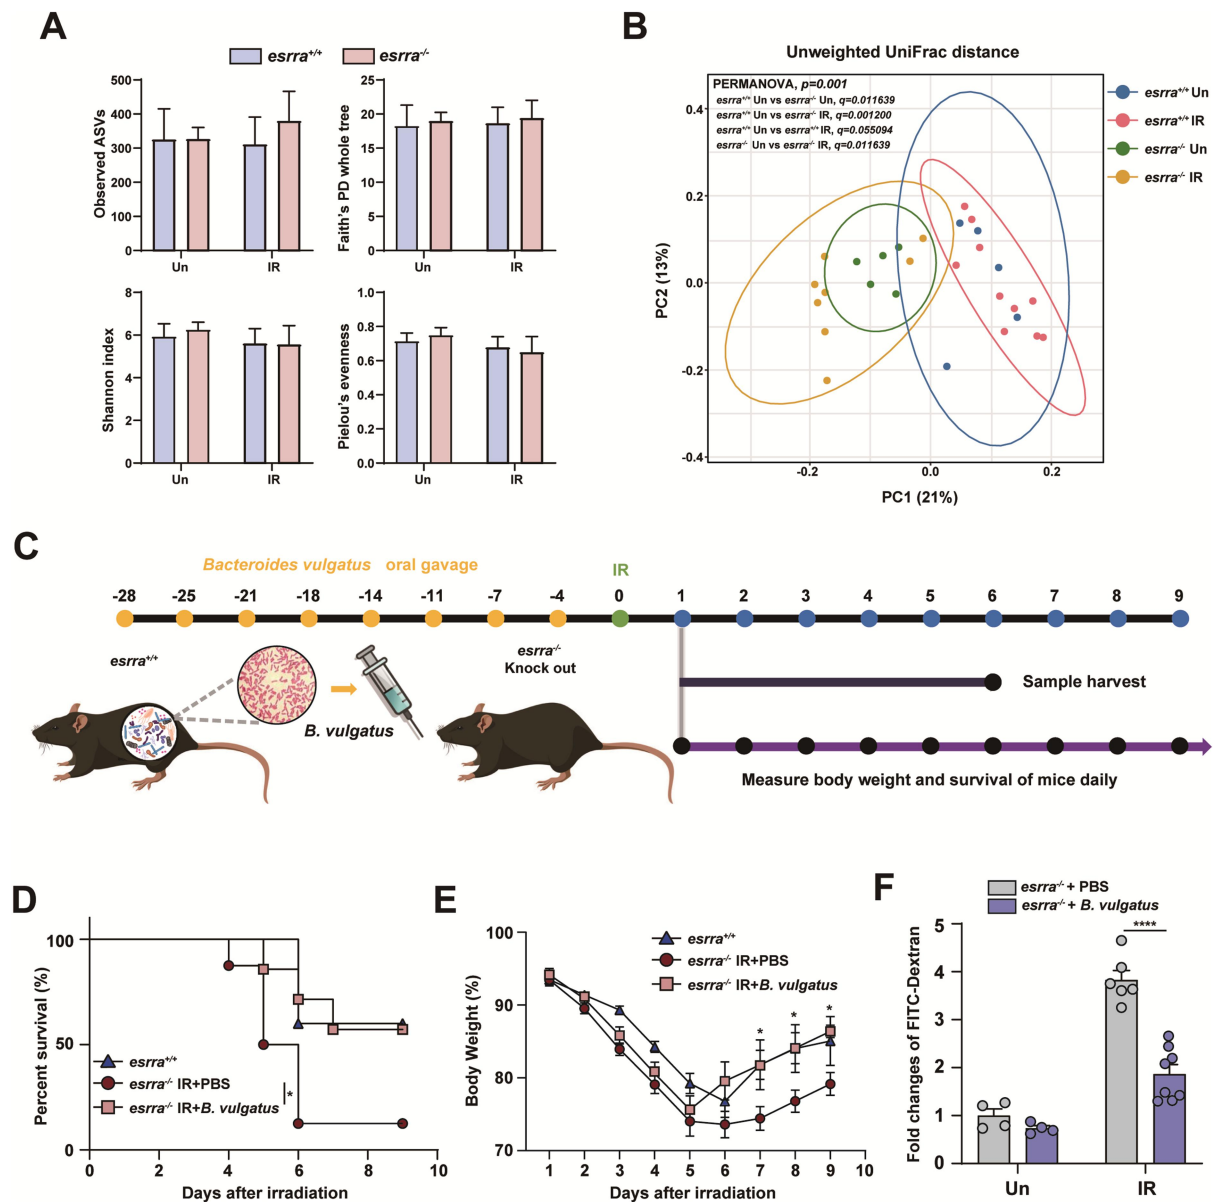 A
esrra+/+ esrra-/-
Observed ASVs
500
400
300
200
100
0
Un IR
Faith's PD whole tree
25
20
15
10
5
0
Un IR
Shannon index
8
6
4
2
0
Un IR
Pielou's evenness
1.0
0.8
0.6
0.4
0.2
0.0
Un IR
B
Unweighted UniFrac distance
PERMANOVA, p=0.001
esrra+/+ Un vs esrra-/- Un, q=0.011639
esrra+/+ Un vs esrra-/- IR, q=0.001200
esrra+/+ Un vs esrra+/+ IR, q=0.055094
esrra-/- Un vs esrra-/- IR, q=0.011639
esrra+/+ Un
esrra+/+ IR
esrra-/- Un
esrra-/- IR
PC2 (13%)
0.4
0.2
0.0
-0.2
-0.4
-0.2 0.0 0.2
PC1 (21%)
C
Bacteroides vulgatus oral gavage
IR
-28 -25 -21 -18 -14 -11 -7 -4 0 1 2 3 4 5 6 7 8 9
esrra+/+
esrra-/-
Knock out
B. vulgatus
Sample harvest
Measure body weight and survival of mice daily
D
Percent survival (%)
100
50
0
esrra+/+
esrra-/- IR+PBS
esrra-/- IR+B. vulgatus
*
0 2 4 6 8 10
Days after irradiation
E
Body Weight (%)
100
90
80
70
esrra+/+
esrra-/- IR+PBS
esrra-/- IR+B. vulgatus
* * *
1 2 3 4 5 6 7 8 9 10
Days after irradiation
F
esrra-/- + PBS
esrra-/- + B. vulgatus
Fold changes of FITC-Dextran
5
4
3
2
1
0
****
Un IR